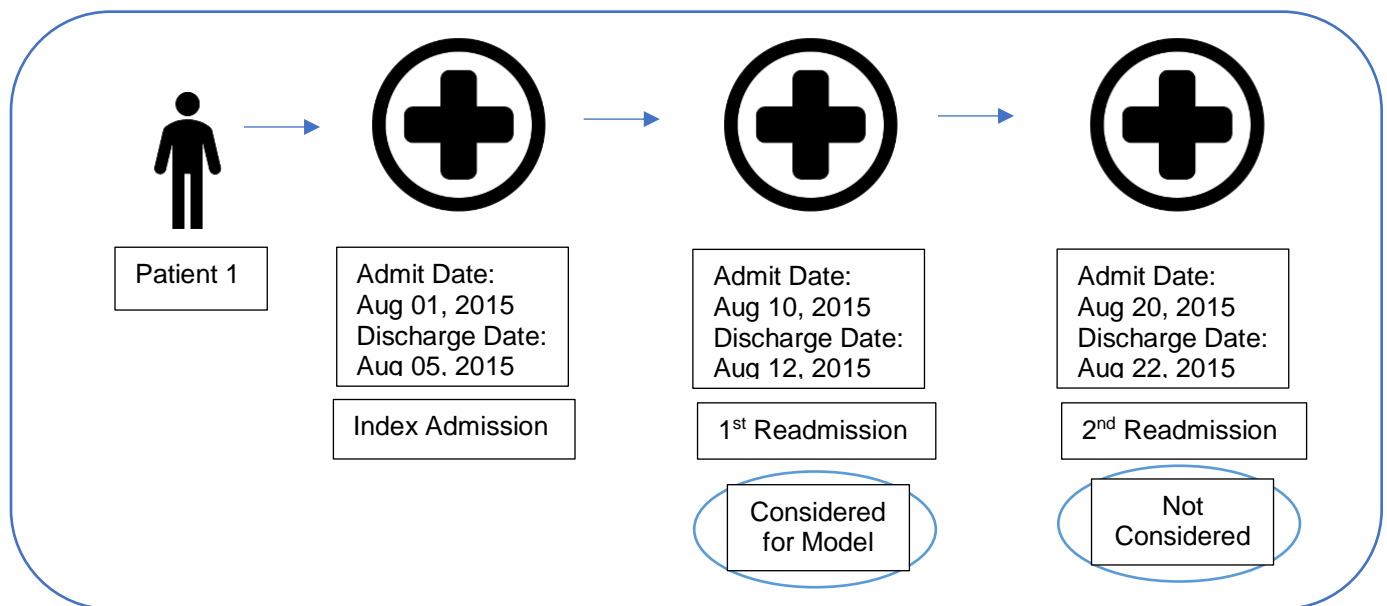 Patient 1
Admit Date:
Aug 01, 2015
Discharge Date:
Aug 05, 2015
Index Admission
Admit Date:
Aug 10, 2015
Discharge Date:
Aug 12, 2015
1st Readmission
Considered
for Model
Admit Date:
Aug 20, 2015
Discharge Date:
Aug 22, 2015
2nd Readmission
Not
Considered